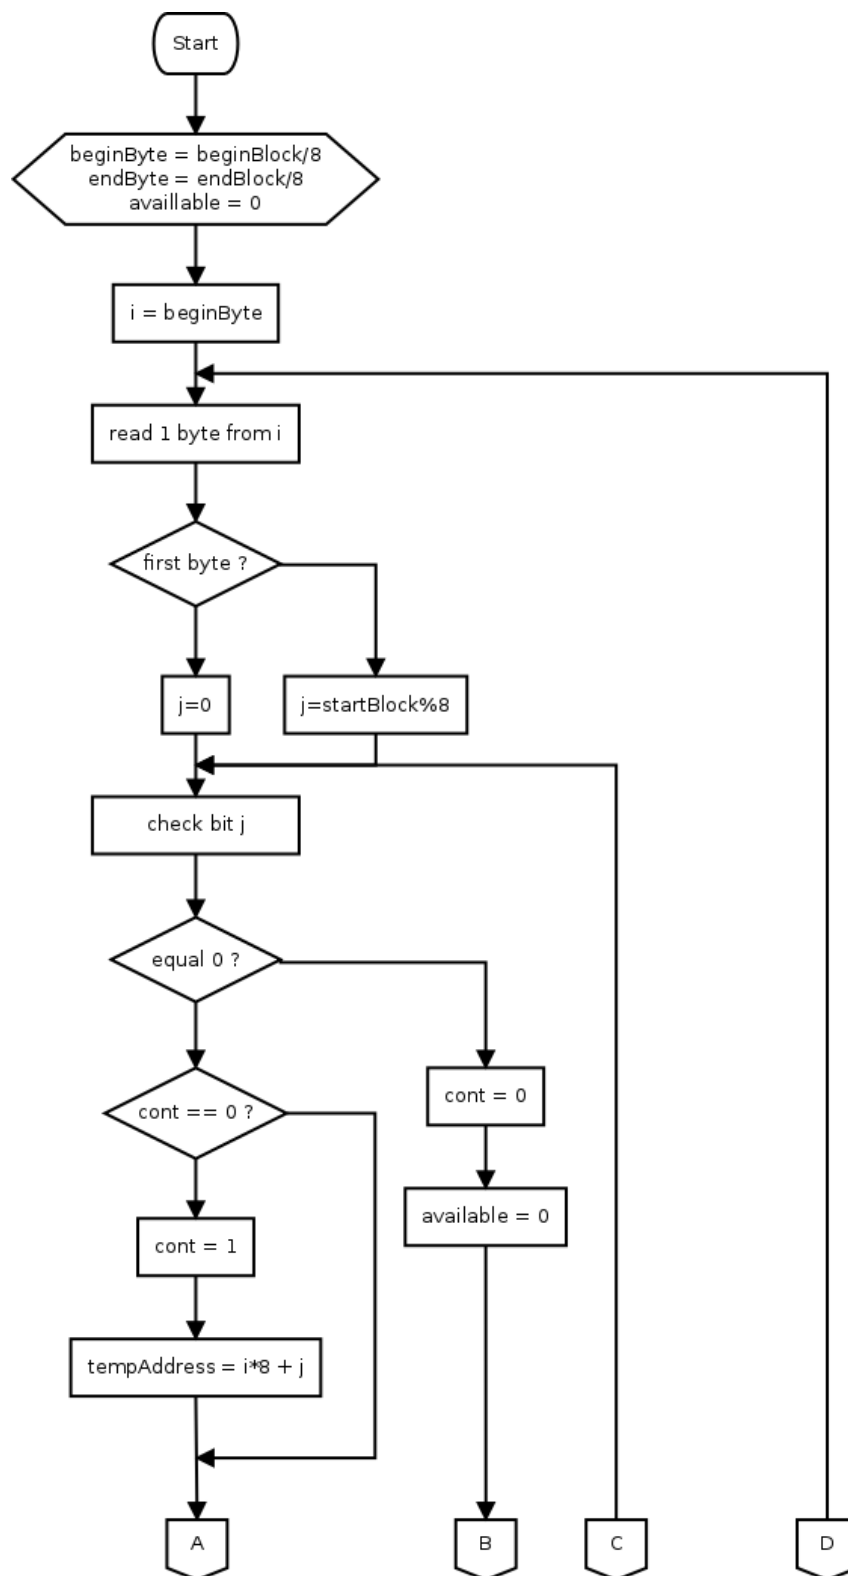 Start
beginByte = beginBlock/8
endByte = endBlock/8
availlable = 0
i = beginByte
read 1 byte from i
first byte ?
j=0
j=startBlock%8
check bit j
equal 0 ?
cont == 0 ?
cont = 0
cont = 1
available = 0
tempAddress = i*8 + j
A
B
C
D